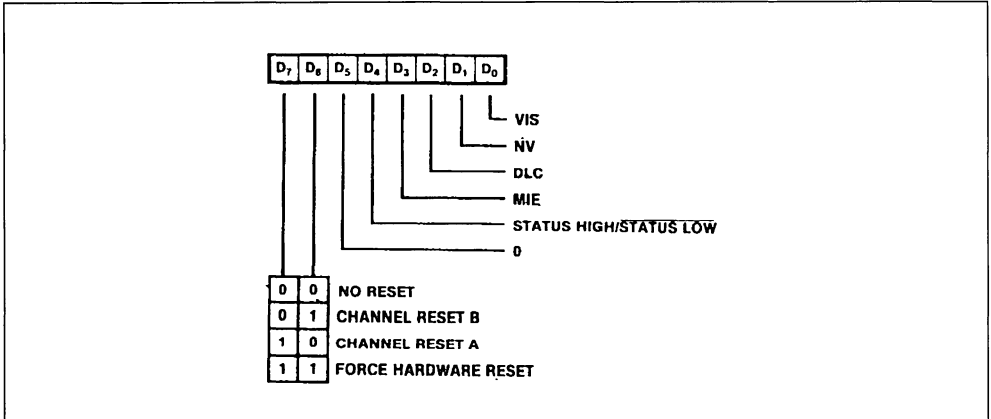 D7 D6 D5 D4 D3 D2 D1 D0
VIS
NV
DLC
MIE
STATUS HIGH/STATUS LOW
0
0 0 NO RESET
0 1 CHANNEL RESET B
1 0 CHANNEL RESET A
1 1 FORCE HARDWARE RESET